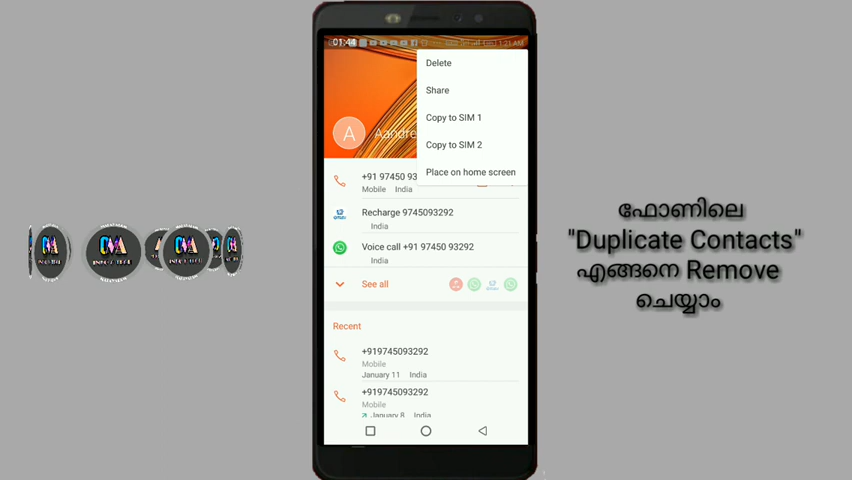 01:44
Delete
Share
Copy to SIM 1
Copy to SIM 2
Place on home screen
A
+91 97450 93
Mobile India
Recharge 9745093292
India
Voice call +91 97450 93292
India
See all
Recent
+919745093292
Mobile
January 11 India
+919745093292
Mobile
January 8 India
ഫോണിലെ
"Duplicate Contacts"
എങ്ങനെ Remove
ചെയ്യാം